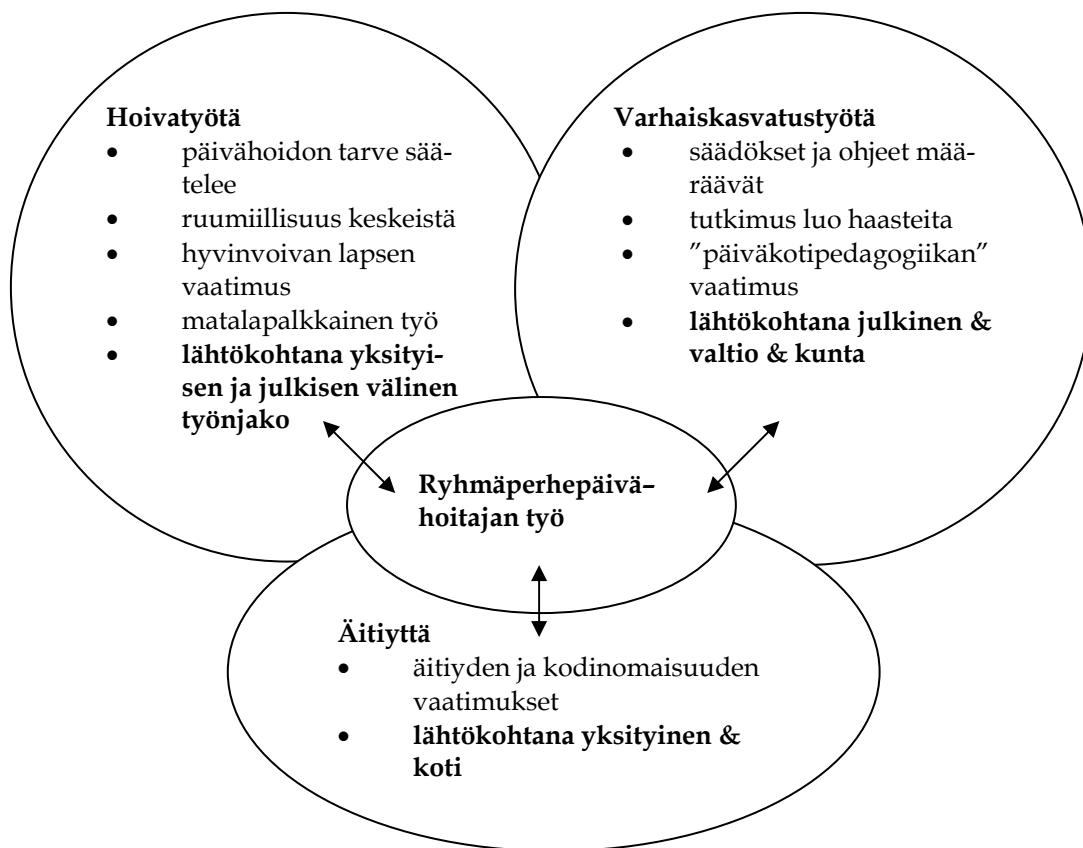 Hoivatyötä
• päivähoidon tarve sää-
telee
• ruumiillisuus keskeistä
• hyvinvoivan lapsen
vaatimus
• matalapalkkainen työ
• lähtökohtana yksityi-
sen ja julkisen välinen
työnjako
Varhaiskasvatustyötä
• säädökset ja ohjeet mää-
räävät
• tutkimus luo haasteita
• ”päiväkotipedagogiikan”
vaatimus
• lähtökohtana julkinen &
valtio & kunta
Ryhmäperhepäivä–
hoitajan työ
Äitiyttä
• äitiyden ja kodinomaisuuden
vaatimukset
• lähtökohtana yksityinen &
koti